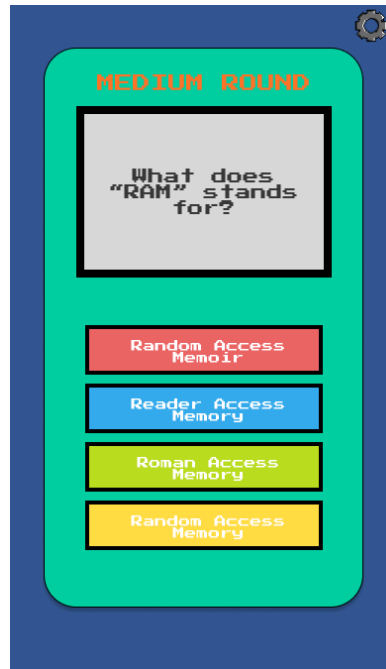 MEDIUM ROUND
What does
“RAM” stands
for?
Random Access
Memoir
Reader Access
Memory
Roman Access
Memory
Random Access
Memory